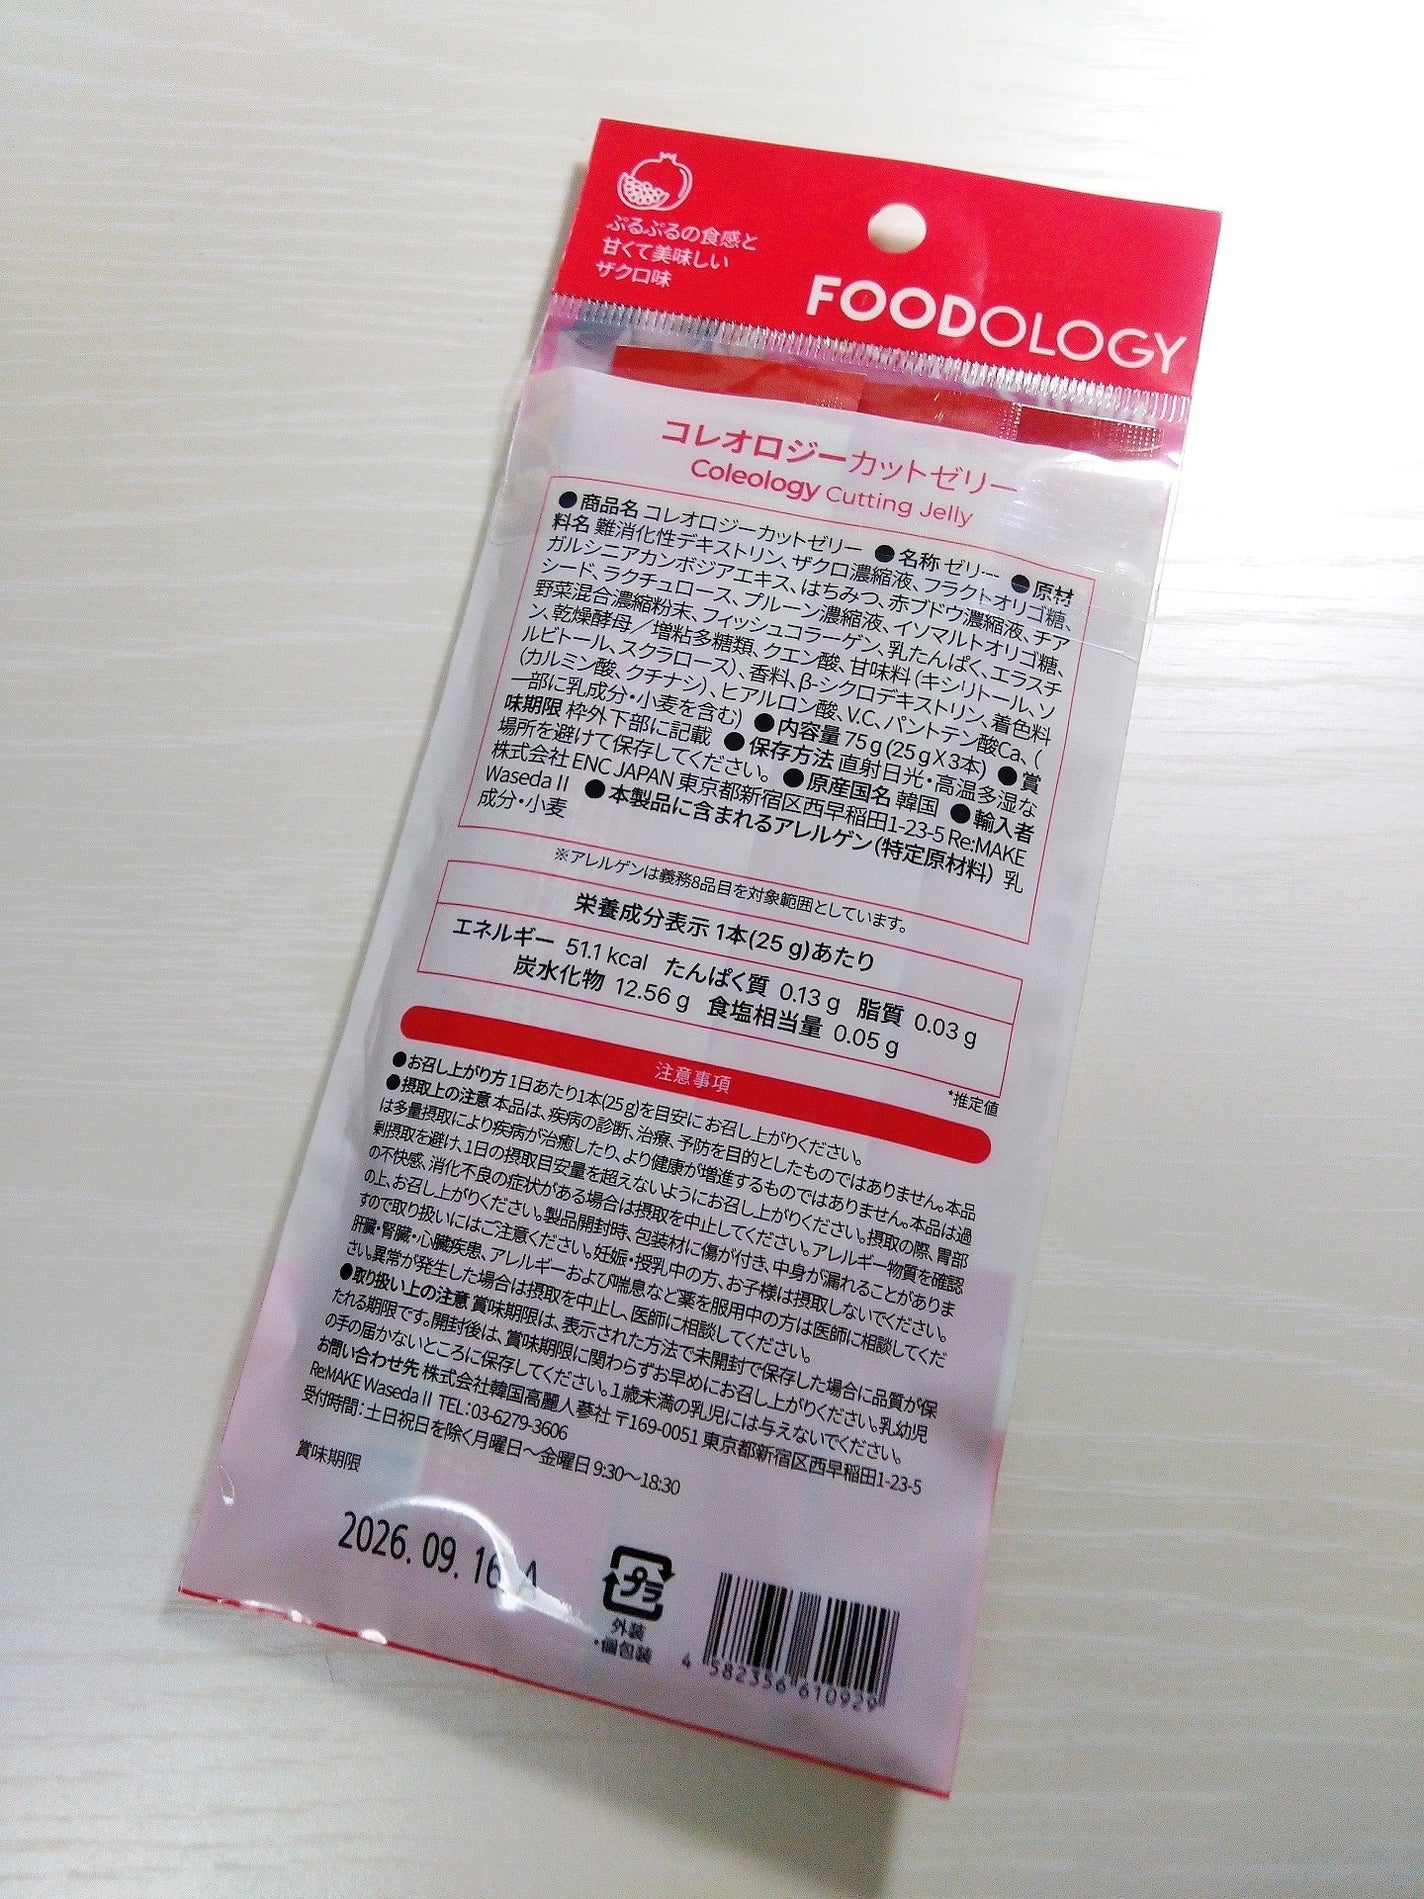 ぷるぷるの食感と
甘くて美味しい
ザクロ味
FOODOLOGY
コレオロジーカットゼリー
Coleology Cutting Jelly
●商品名 コレオロジーカットゼリー ●名称 ゼリー ●原材
料名 難消化性デキストリン、ザクロ濃縮液、フラクトオリゴ糖、
ガルシニアカンボジアエキス、はちみつ、赤ブドウ濃縮液、チア
シード、ラクチュロース、プルーン濃縮液、イソマルトオリゴ糖、
野菜混合濃縮粉末、フィッシュコラーゲン、乳たんぱく、エラスチ
ン、乾燥酵母／増粘多糖類、クエン酸、甘味料(キシリトール、ソ
ルビトール、スクラロース)、香料、β-シクロデキストリン、着色料
(カルミン酸、クチナシ)、ヒアルロン酸、V.C、パントテン酸Ca、(
一部に乳成分・小麦を含む) ●内容量 75g(25gX3本) ●賞
味期限 枠外下部に記載 ●保存方法 直射日光・高温多湿な
場所を避けて保存してください。 ●原産国名 韓国 ●輸入者
株式会社 ENC JAPAN 東京都新宿区西早稲田1-23-5 Re:MAKE
Waseda II ●本製品に含まれるアレルゲン(特定原材料) 乳
成分・小麦
※アレルゲンは義務8品目を対象範囲としています。
栄養成分表示 1本(25 g)あたり
エネルギー 51.1 kcal たんぱく質 0.13 g 脂質 0.03 g
炭水化物 12.56 g 食塩相当量 0.05 g
*推定値
注意事項
●お召し上がり方 1日あたり1本(25g)を目安にお召し上がりください。
●摂取上の注意 本品は、疾病の診断、治療、予防を目的としたものではありません。本品
は多量摂取により疾病が治癒したり、より健康が増進するものではありません。本品は過
剰摂取を避け、1日の摂取目安量を超えないようにお召し上がりください。摂取の際、胃部
の不快感、消化不良の症状がある場合は摂取を中止してください。アレルギー物質を確認
の上、お召し上がりください。製品開封時、包装材に傷が付き、中身が漏れることがありま
すので取り扱いにはご注意ください。妊娠・授乳中の方、お子様は摂取しないでください。
肝臓・腎臓・心臓疾患、アレルギーおよび喘息など薬を服用中の方は医師に相談してくだ
さい。異常が発生した場合は摂取を中止し、医師に相談してください。
●取り扱い上の注意 賞味期限は、表示された方法で未開封で保存した場合に品質が保
たれる期限です。開封後は、賞味期限に関わらずお早めにお召し上がりください。乳幼児
の手の届かないところに保存してください。1歳未満の乳児には与えないでください。
お問い合わせ先 株式会社韓国高麗人蔘社 〒169-0051 東京都新宿区西早稲田1-23-5
Re:MAKE Waseda II TEL：03-6279-3606
受付時間：土日祝日を除く月曜日～金曜日 9:30～18:30
賞味期限
2026. 09. 16 A
プラ
外装
・個包装
4 582356 610929